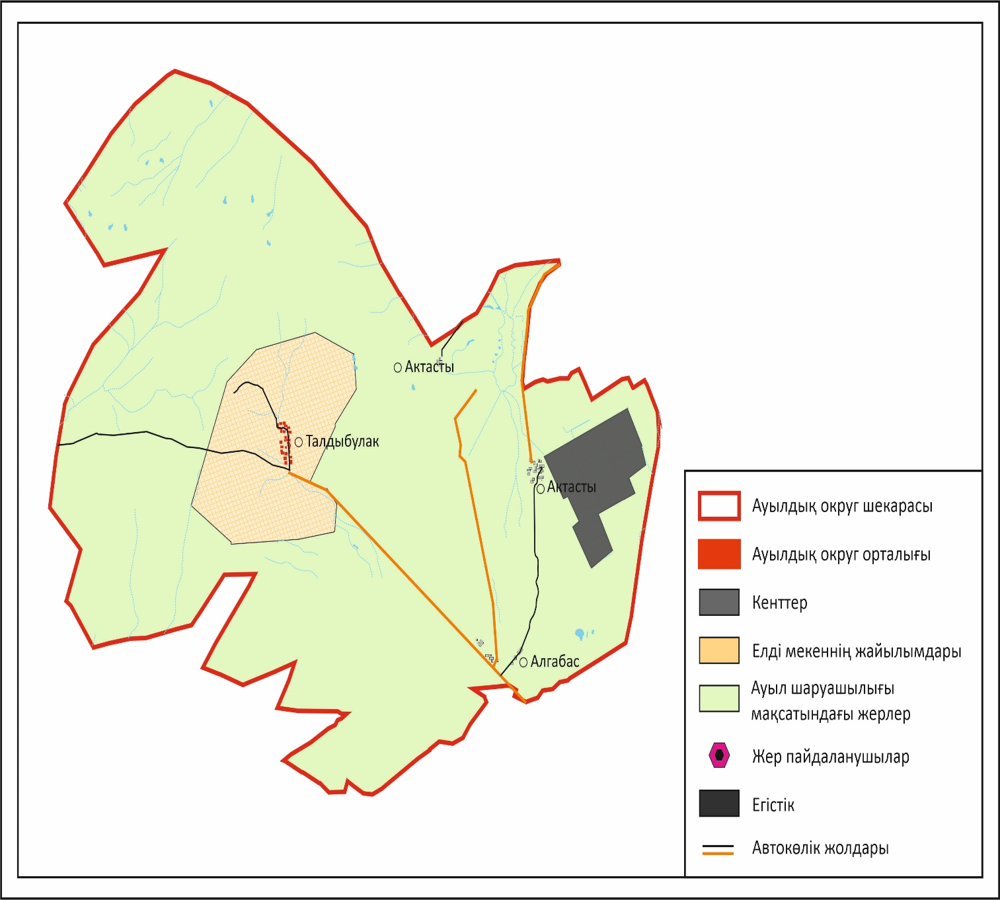 Актасты
Талдыбулак
Актасты
Алгабас
Ауылдық округ шекарасы
Ауылдық округ орталығы
Кенттер
Елді мекеннің жайылымдары
Ауыл шаруашылығы
мақсатындағы жерлер
Жер пайдаланушылар
Егістік
Автокөлік жолдары